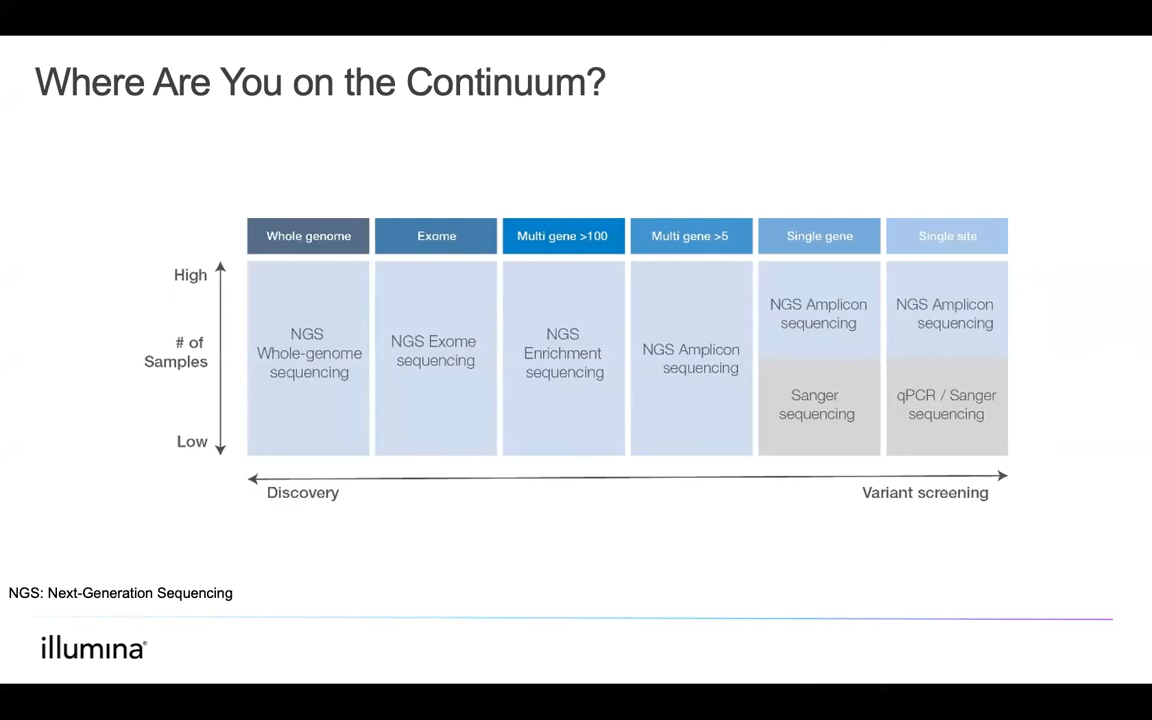 Where Are You on the Continuum?
Whole genome
Exome
Multi gene >100
Multi gene >5
Single gene
Single site
High
# of
Samples
Low
NGS
Whole-genome
sequencing
NGS Exome
sequencing
NGS
Enrichment
sequencing
NGS Amplicon
sequencing
NGS Amplicon
sequencing
Sanger
sequencing
NGS Amplicon
sequencing
qPCR / Sanger
sequencing
Discovery
Variant screening
NGS: Next-Generation Sequencing
illumina®